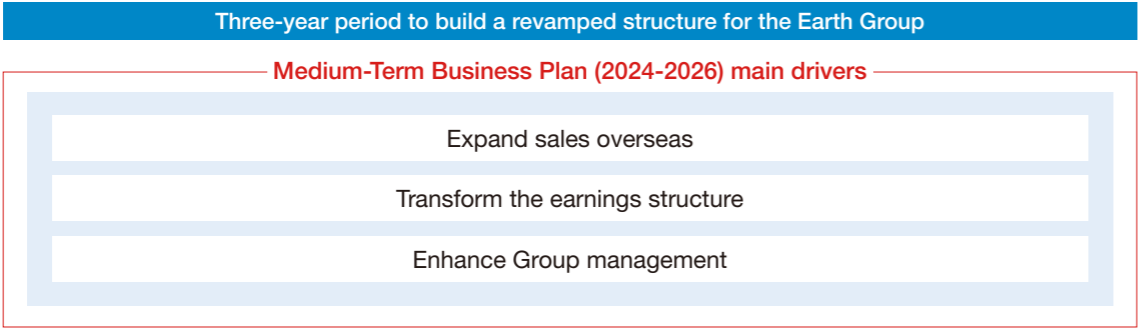 Three-year period to build a revamped structure for the Earth Group
Medium-Term Business Plan (2024-2026) main drivers
Expand sales overseas
Transform the earnings structure
Enhance Group management